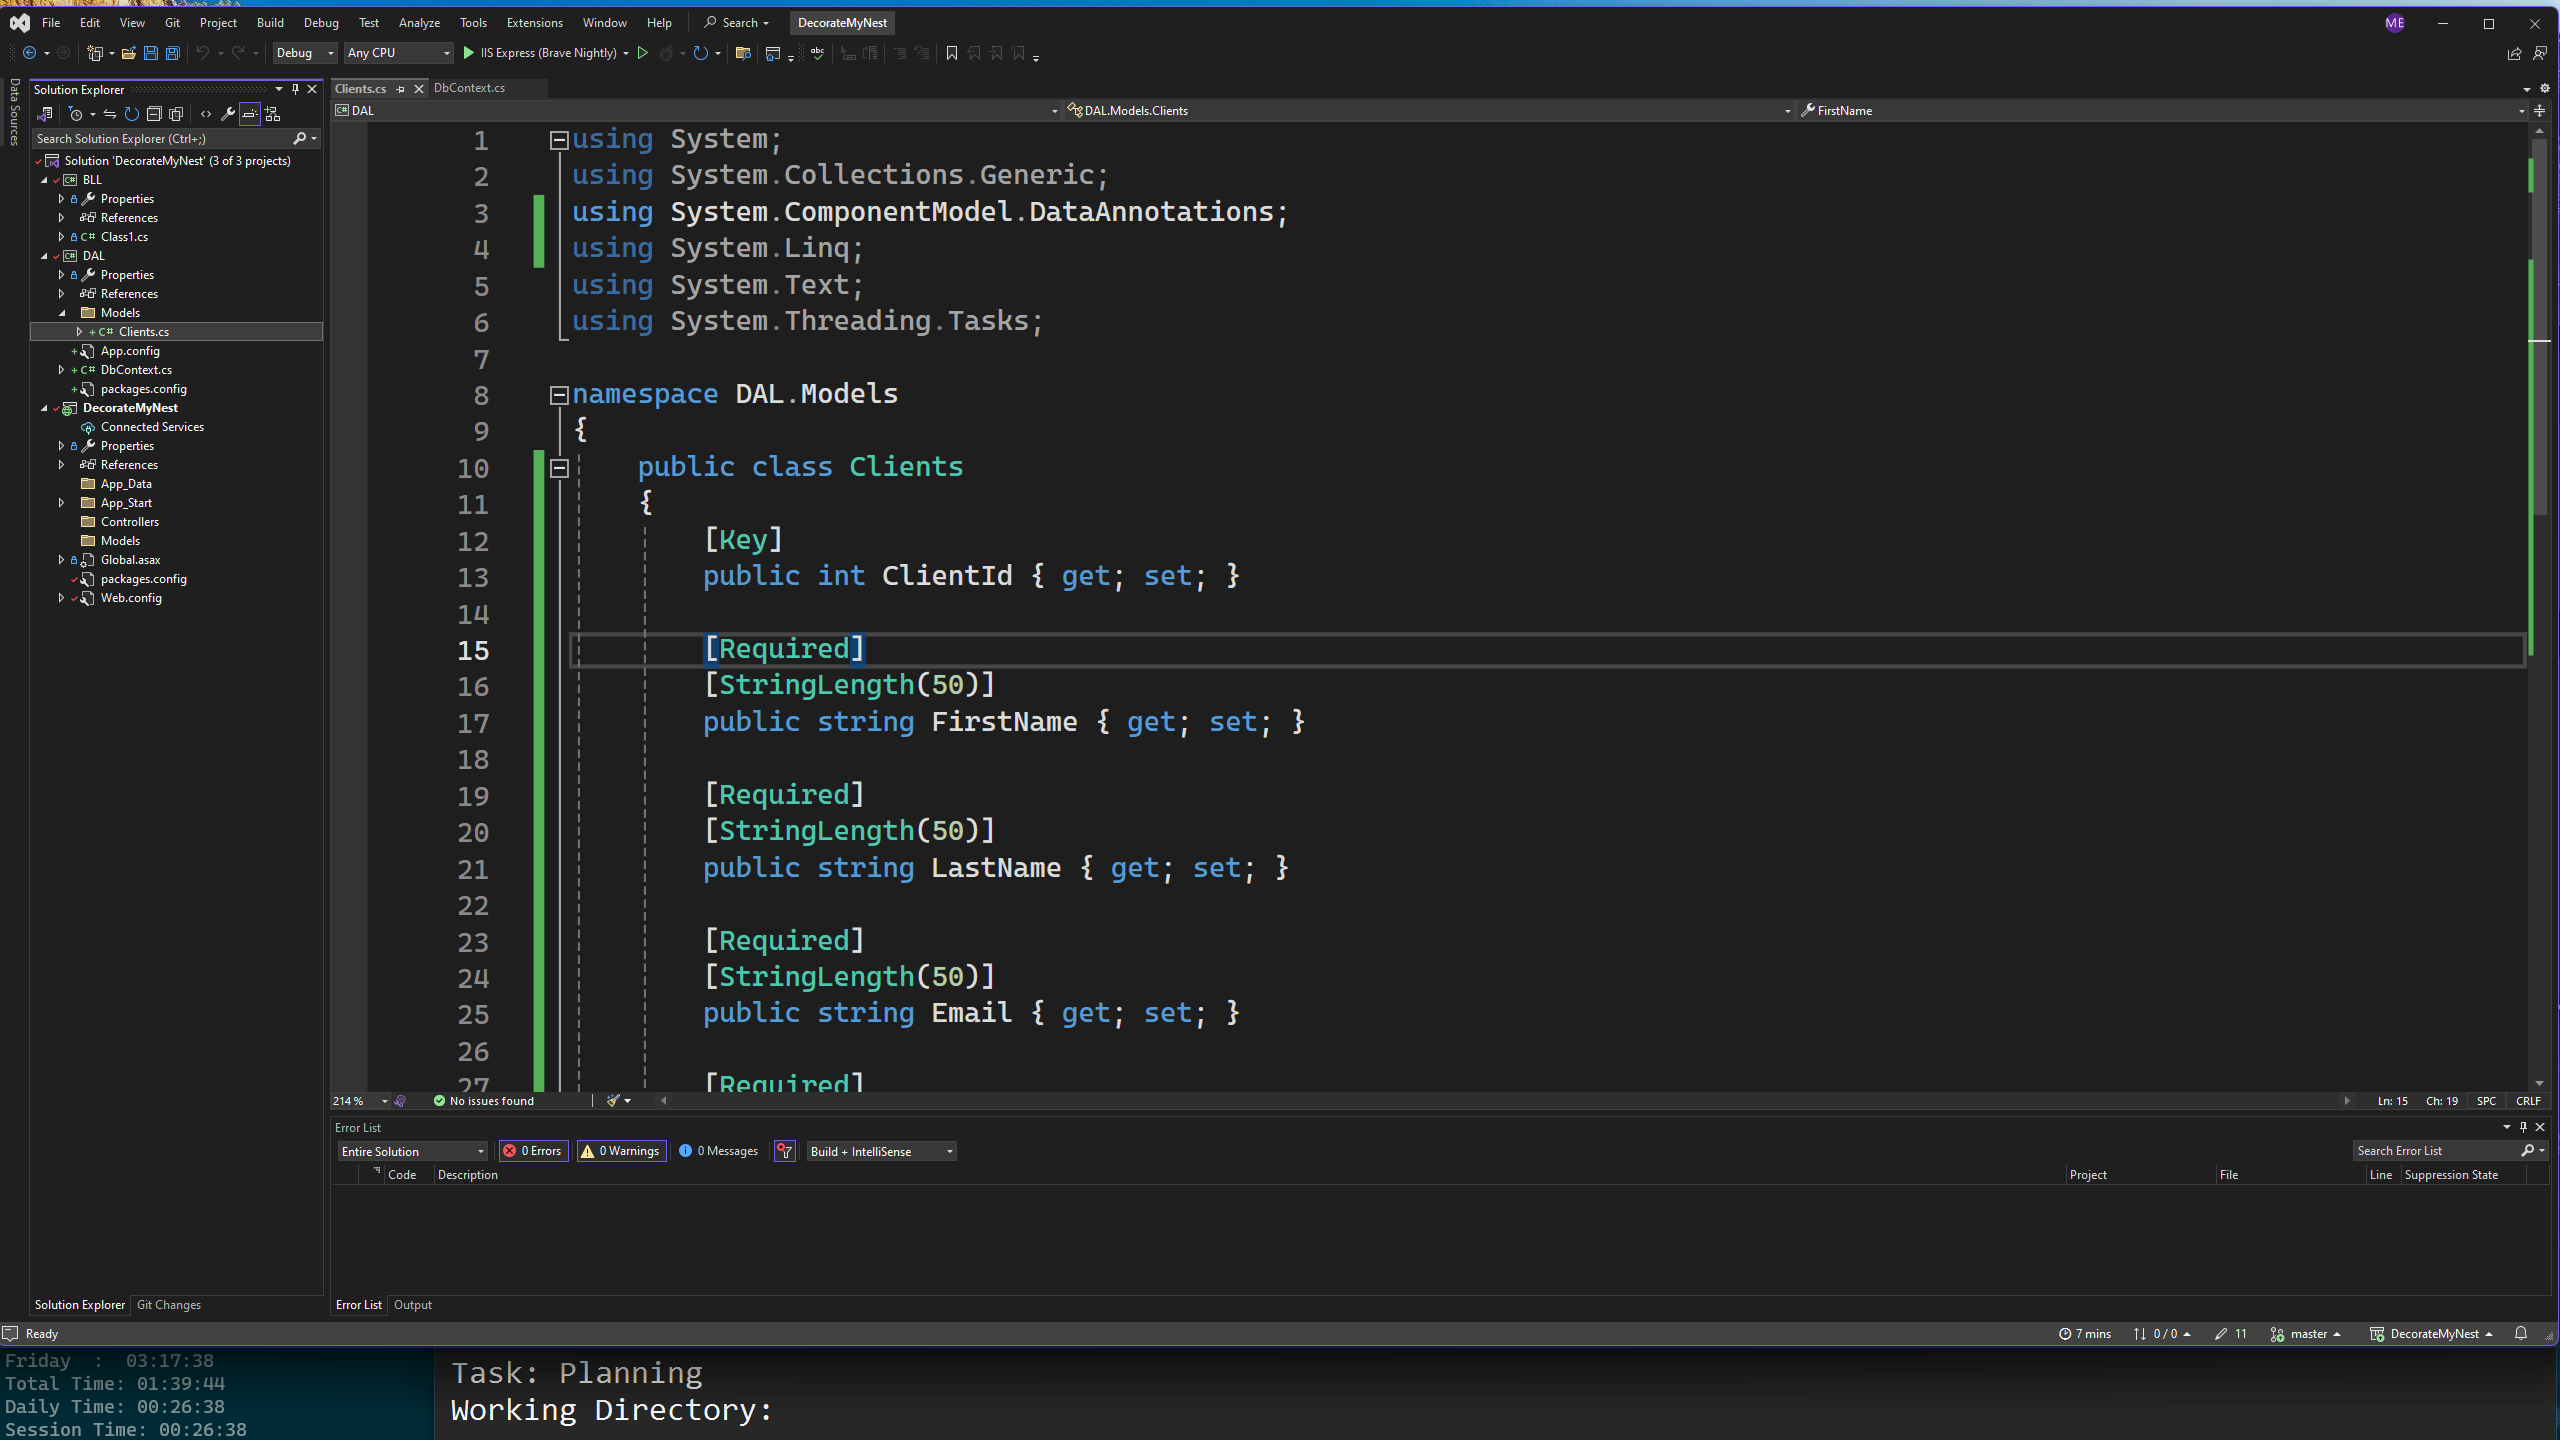 File Edit View Git Project Build Debug Test Analyze Tools Extensions Window Help Search DecorateMyNest ME
Debug Any CPU IIS Express (Brave Nightly) abc
Data Sources
Solution Explorer
Search Solution Explorer (Ctrl+;)
Solution 'DecorateMyNest' (3 of 3 projects)
BLL
Properties
References
C# Class1.cs
DAL
Properties
References
Models
C# Clients.cs
App.config
C# DbContext.cs
packages.config
DecorateMyNest
Connected Services
Properties
References
App_Data
App_Start
Controllers
Models
Global.asax
packages.config
Web.config
Solution Explorer Git Changes
Clients.cs DbContext.cs
DAL DAL.Models.Clients FirstName
1 using System;
2 using System.Collections.Generic;
3 using System.ComponentModel.DataAnnotations;
4 using System.Linq;
5 using System.Text;
6 using System.Threading.Tasks;
7
8 namespace DAL.Models
9 {
10 public class Clients
11 {
12 [Key]
13 public int ClientId { get; set; }
14
15 [Required]
16 [StringLength(50)]
17 public string FirstName { get; set; }
18
19 [Required]
20 [StringLength(50)]
21 public string LastName { get; set; }
22
23 [Required]
24 [StringLength(50)]
25 public string Email { get; set; }
26
27 [Required]
214 % No issues found Ln: 15 Ch: 19 SPC CRLF
Error List
Entire Solution 0 Errors 0 Warnings 0 Messages Build + IntelliSense Search Error List
Code Description Project File Line Suppression State
Error List Output
Ready 7 mins 0 / 0 11 master DecorateMyNest
Friday : 03:17:38
Total Time: 01:39:44
Daily Time: 00:26:38
Session Time: 00:26:38
Task: Planning
Working Directory: